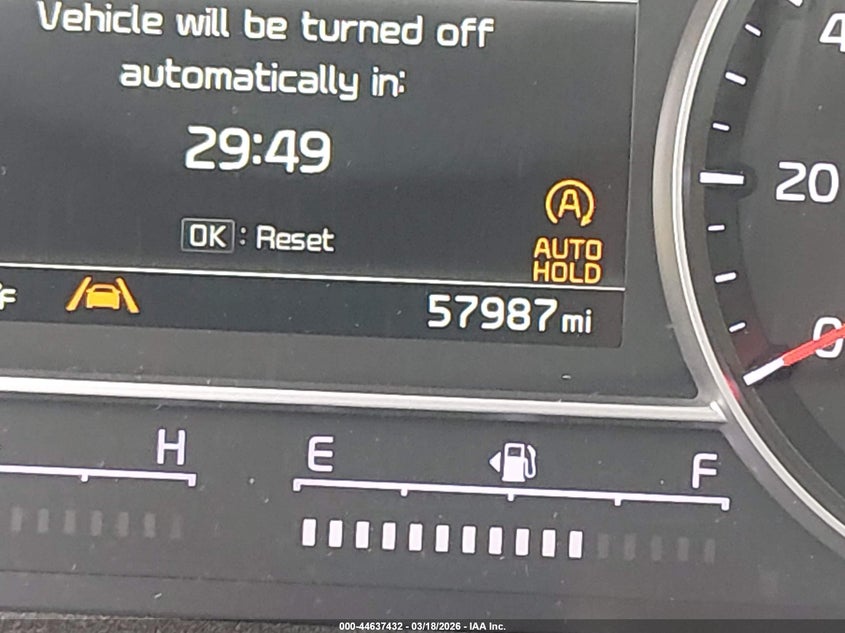 Vehicle will be turned off
automatically in:
29:49
OK : Reset
A
AUTO
HOLD
57987 mi
4
20
0
H
E
F
000-44637432 - 03/18/2026 - IAA Inc.